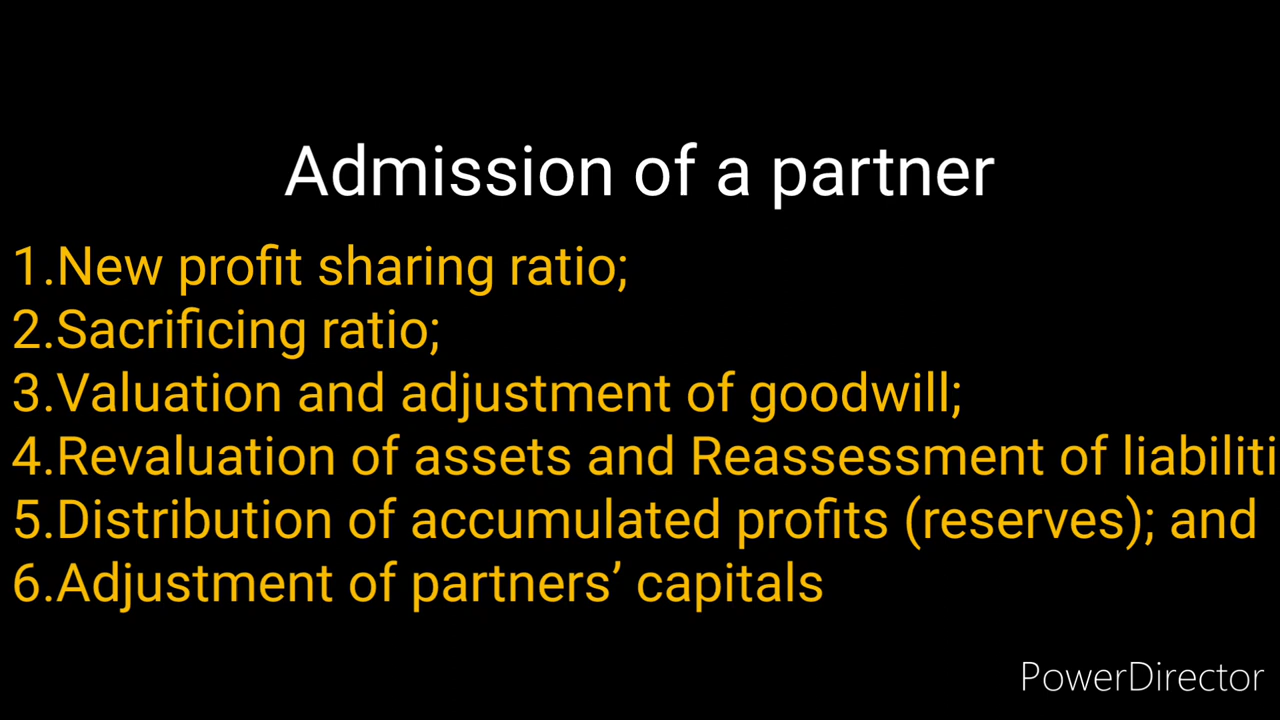 Admission of a partner
1.New profit sharing ratio;
2.Sacrificing ratio;
3.Valuation and adjustment of goodwill;
4.Revaluation of assets and Reassessment of liabiliti
5.Distribution of accumulated profits (reserves); and
6.Adjustment of partners’ capitals
PowerDirector